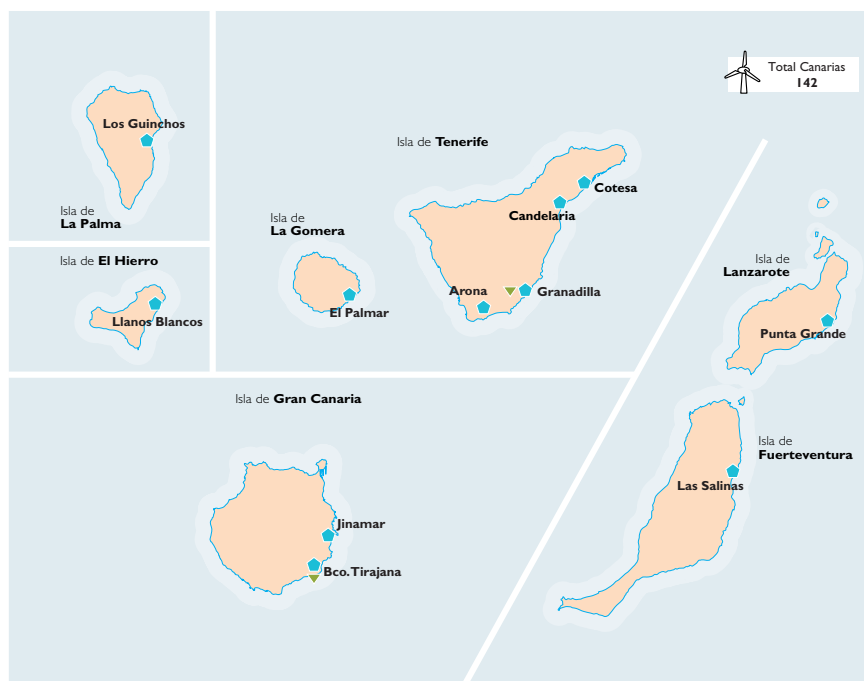 Total Canarias
142
Los Guinchos
Isla de
La Palma
Isla de El Hierro
Llanos Blancos
Isla de Tenerife
Cotesa
Candelaria
Isla de
La Gomera
El Palmar
Arona
Granadilla
Isla de
Lanzarote
Punta Grande
Isla de Gran Canaria
Jinamar
Bco. Tirajana
Isla de
Fuerteventura
Las Salinas